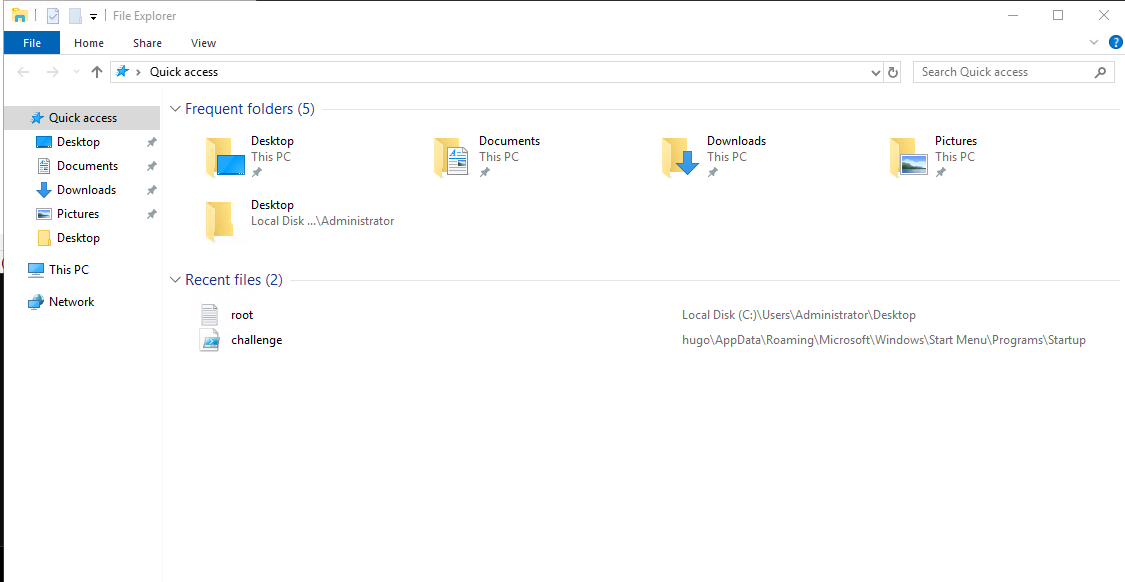 File Explorer
File Home Share View
Quick access Search Quick access
Quick access
Desktop
Documents
Downloads
Pictures
Desktop
This PC
Network
Frequent folders (5)
Desktop
This PC
Documents
This PC
Downloads
This PC
Pictures
This PC
Desktop
Local Disk ...\Administrator
Recent files (2)
root Local Disk (C:)\Users\Administrator\Desktop
challenge hugo\AppData\Roaming\Microsoft\Windows\Start Menu\Programs\Startup